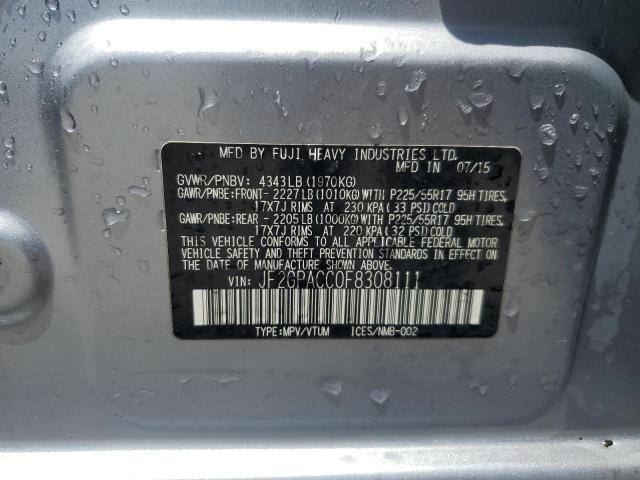 MFD BY FUJI HEAVY INDUSTRIES LTD.
MFD IN 07/15
GVWR/PNBV: 4343LB (1970KG)
GAWR/PNBE:FRONT- 2227LB (1010KG) WITH P225/55R17 95H TIRES,
17X7J RIMS AT 230 KPA (33 PSI) COLD
GAWR/PNBE:REAR - 2205LB (1000KG) WITH P225/55R17 95H TIRES,
17X7J RIMS AT 220 KPA (32 PSI) COLD
THIS VEHICLE CONFORMS TO ALL APPLICABLE FEDERAL MOTOR
VEHICLE SAFETY AND THEFT PREVENTION STANDARDS IN EFFECT
ON THE DATE OF MANUFACTURE SHOWN ABOVE.
VIN: JF2GPACC0F8308111
TYPE:MPV/VTUM ICES/NMB-002